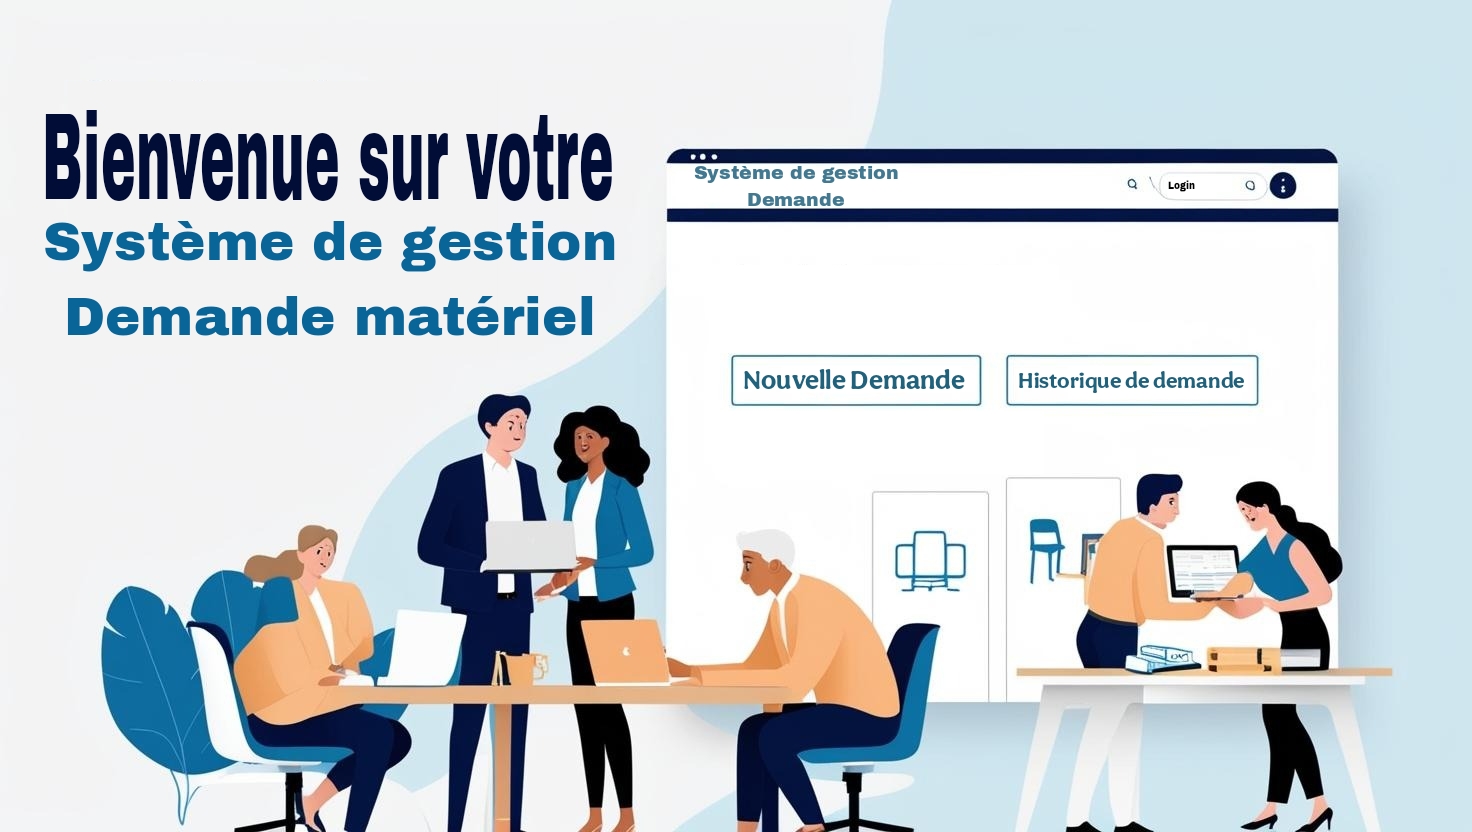 Bienvenue sur votre
Système de gestion
Demande matériel
Système de gestion
Demande
Login
Nouvelle Demande
Historique de demande